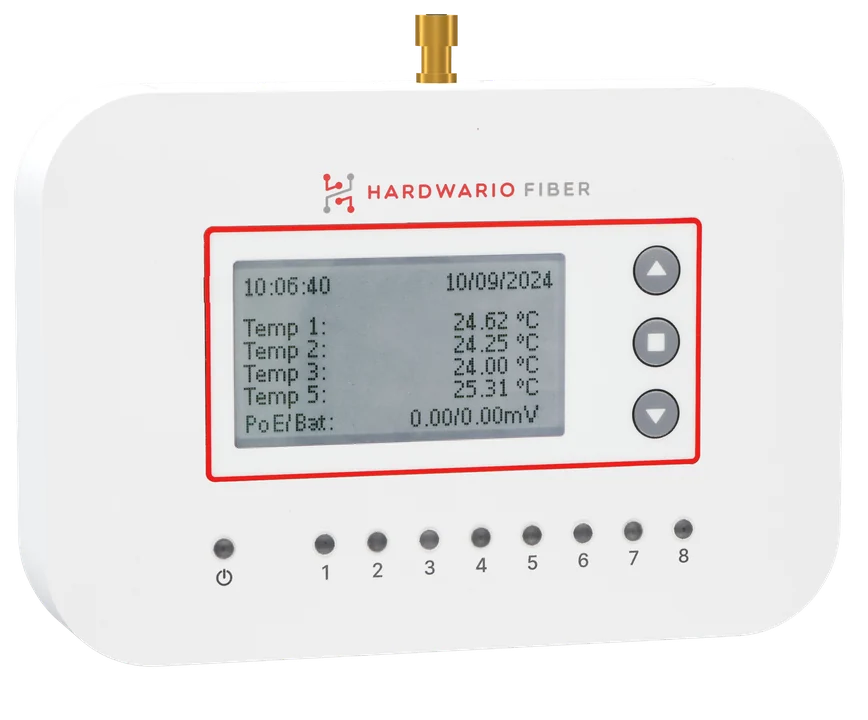 HARDWARIO FIBER
10:06:40 10/09/2024
Temp 1: 24.62 °C
Temp 2: 24.25 °C
Temp 3: 24.00 °C
Temp 5: 25.31 °C
PoE/Bat: 0.00/0.00mV
1 2 3 4 5 6 7 8